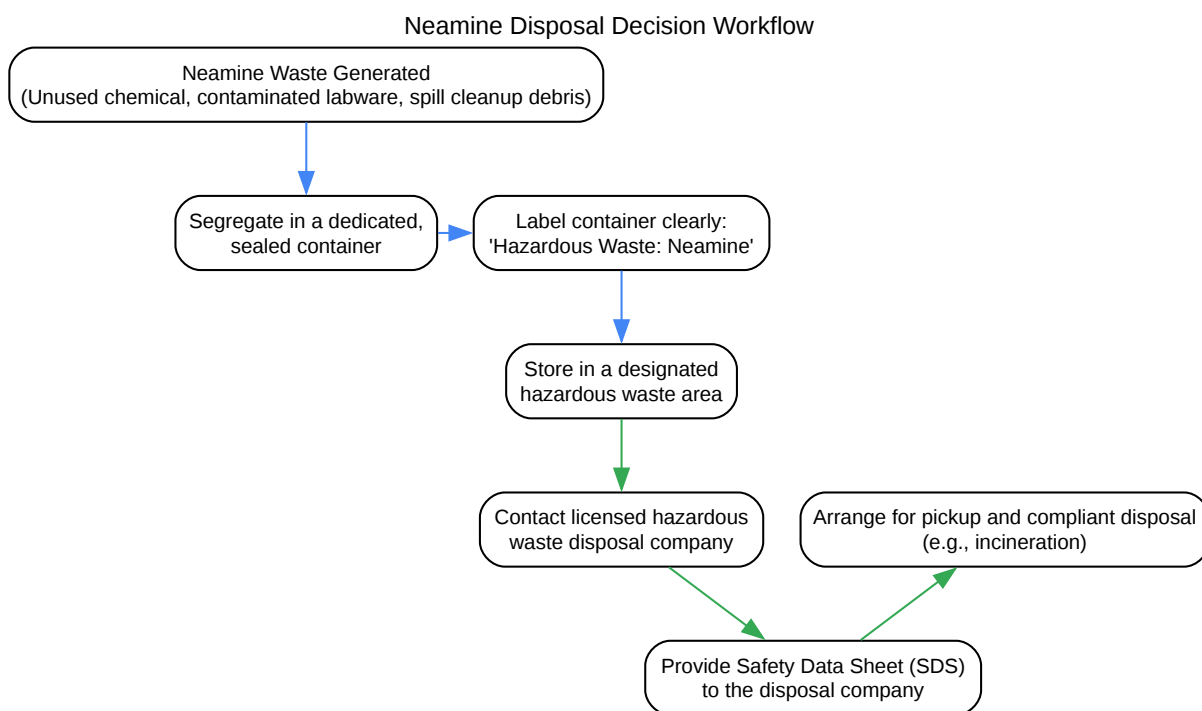 Neamine Disposal Decision Workflow
Neamine Waste Generated
(Unused chemical, contaminated labware, spill cleanup debris)
Segregate in a dedicated,
sealed container
Label container clearly:
'Hazardous Waste: Neamine'
Store in a designated
hazardous waste area
Contact licensed hazardous
waste disposal company
Arrange for pickup and compliant disposal
(e.g., incineration)
Provide Safety Data Sheet (SDS)
to the disposal company